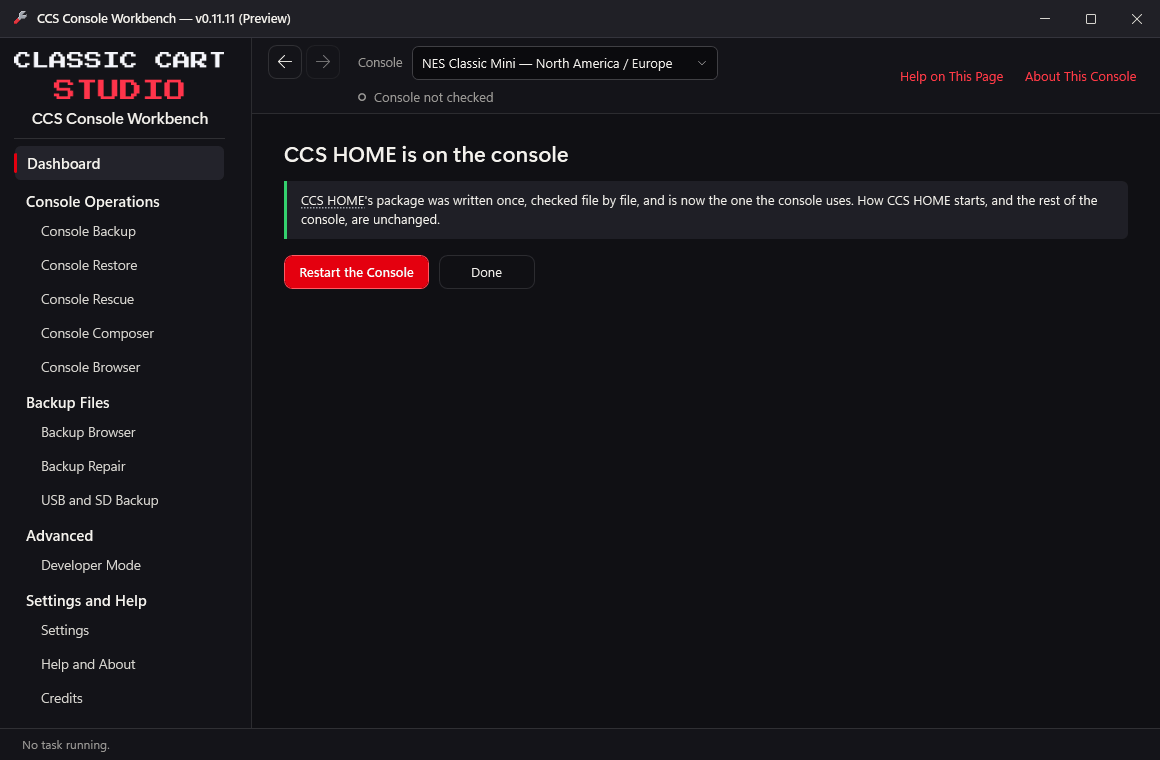 CCS Console Workbench — v0.11.11 (Preview)
CLASSIC CART
STUDIO
CCS Console Workbench
Dashboard
Console Operations
Console Backup
Console Restore
Console Rescue
Console Composer
Console Browser
Backup Files
Backup Browser
Backup Repair
USB and SD Backup
Advanced
Developer Mode
Settings and Help
Settings
Help and About
Credits
Console
NES Classic Mini — North America / Europe
Console not checked
Help on This Page
About This Console
CCS HOME is on the console
CCS HOME's package was written once, checked file by file, and is now the one the console uses. How CCS HOME starts, and the rest of the
console, are unchanged.
Restart the Console
Done
No task running.